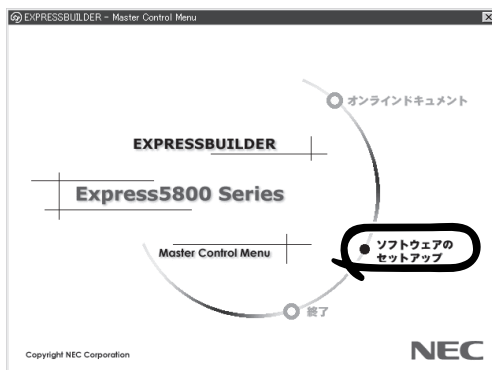 EXPRESSBUILDER - Master Control Menu
オンラインドキュメント
EXPRESSBUILDER
Express5800 Series
ソフトウェアの
セットアップ
Master Control Menu
終了
Copyright NEC Corporation
NEC